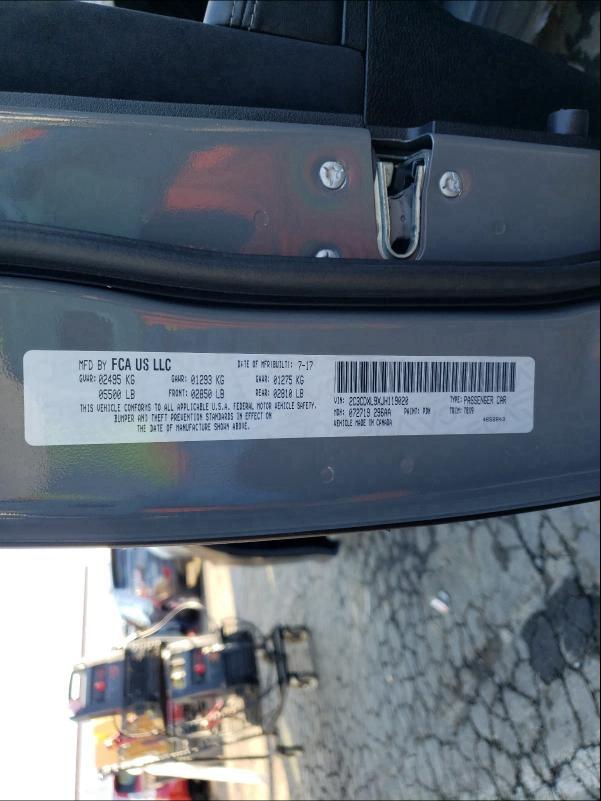 MFD BY FCA US LLC DATE OF MFR(BUILT): 7-17
GVWR: 02495 KG GAWR: 01293 KG GAWR: 01275 KG
05500 LB FRONT: 02850 LB REAR: 02810 LB
THIS VEHICLE CONFORMS TO ALL APPLICABLE U.S.A. FEDERAL MOTOR VEHICLE SAFETY,
BUMPER AND THEFT PREVENTION STANDARDS IN EFFECT ON
THE DATE OF MANUFACTURE SHOWN ABOVE.
VIN: 2C3CDXL9XJH119020 TYPE: PASSENGER CAR
MDH: 072719 296AA PAINT: PDN TRIM:
VEHICLE MADE IN CANADA